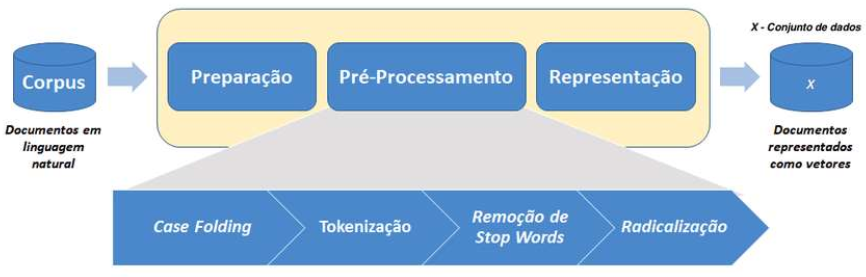 X - Conjunto de dados
Corpus
Preparação
Pré-Processamento
Representação
X
Documentos em
linguagem
natural
Documentos
representados
como vetores
Case Folding
Tokenização
Remoção de
Stop Words
Radicalização